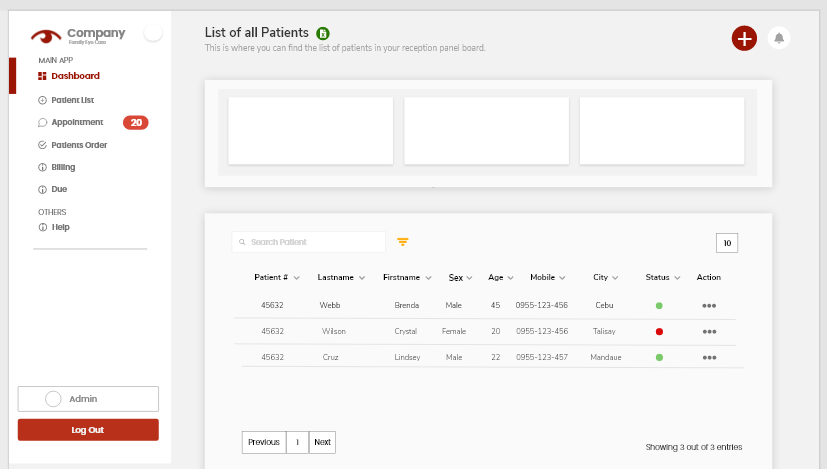 Company
Family Eye Care
MAIN APP
Dashboard
Patient List
Appointment 20
Patients Order
Billing
Due
OTHERS
Help
Admin
Log Out
List of all Patients
This is where you can find the list of patients in your reception panel board.
Search Patient 10
Patient # Lastname Firstname Sex Age Mobile City Status Action
45632 Webb Brenda Male 45 0955-123-456 Cebu
45632 Wilson Crystal Female 20 0955-123-456 Talisay
45632 Cruz Lindsey Male 22 0955-123-457 Mandaue
Previous 1 Next
Showing 3 out of 3 entries